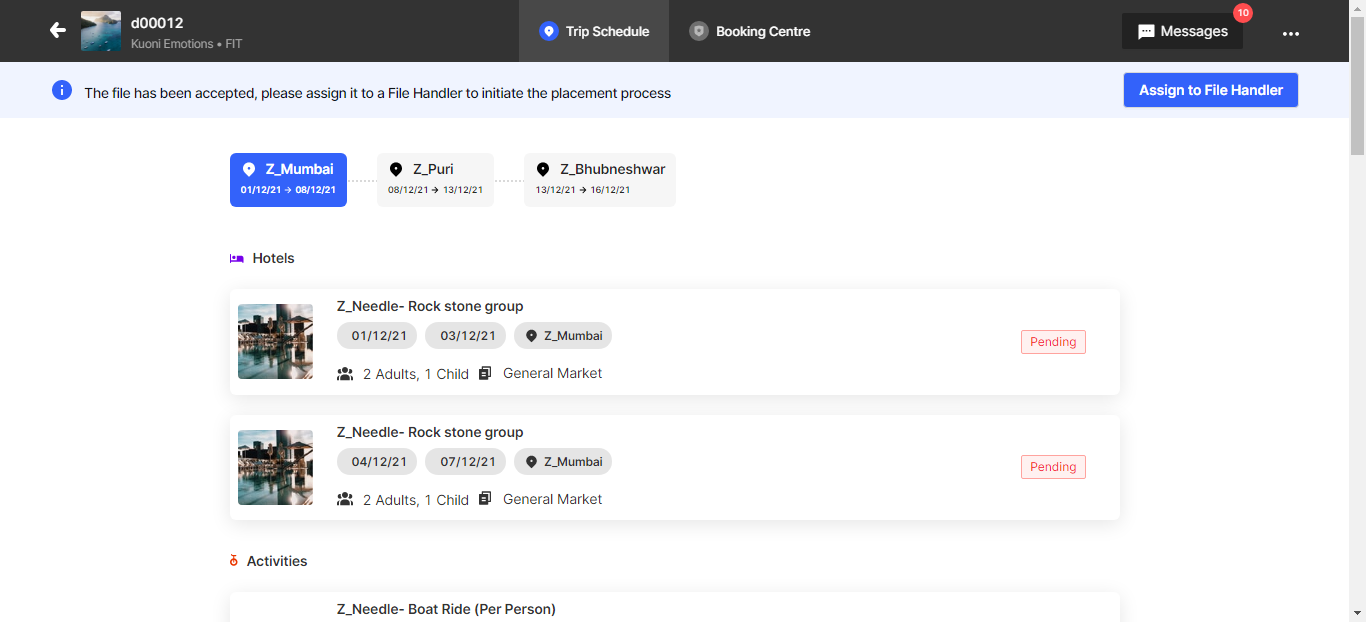 d00012
Kuoni Emotions • FIT
Trip Schedule
Booking Centre
Messages
10
The file has been accepted, please assign it to a File Handler to initiate the placement process
Assign to File Handler
Z_Mumbai
01/12/21 → 08/12/21
Z_Puri
08/12/21 → 13/12/21
Z_Bhubneshwar
13/12/21 → 16/12/21
Hotels
Z_Needle- Rock stone group
01/12/21 03/12/21 Z_Mumbai
Pending
2 Adults, 1 Child General Market
Z_Needle- Rock stone group
04/12/21 07/12/21 Z_Mumbai
Pending
2 Adults, 1 Child General Market
Activities
Z_Needle- Boat Ride (Per Person)